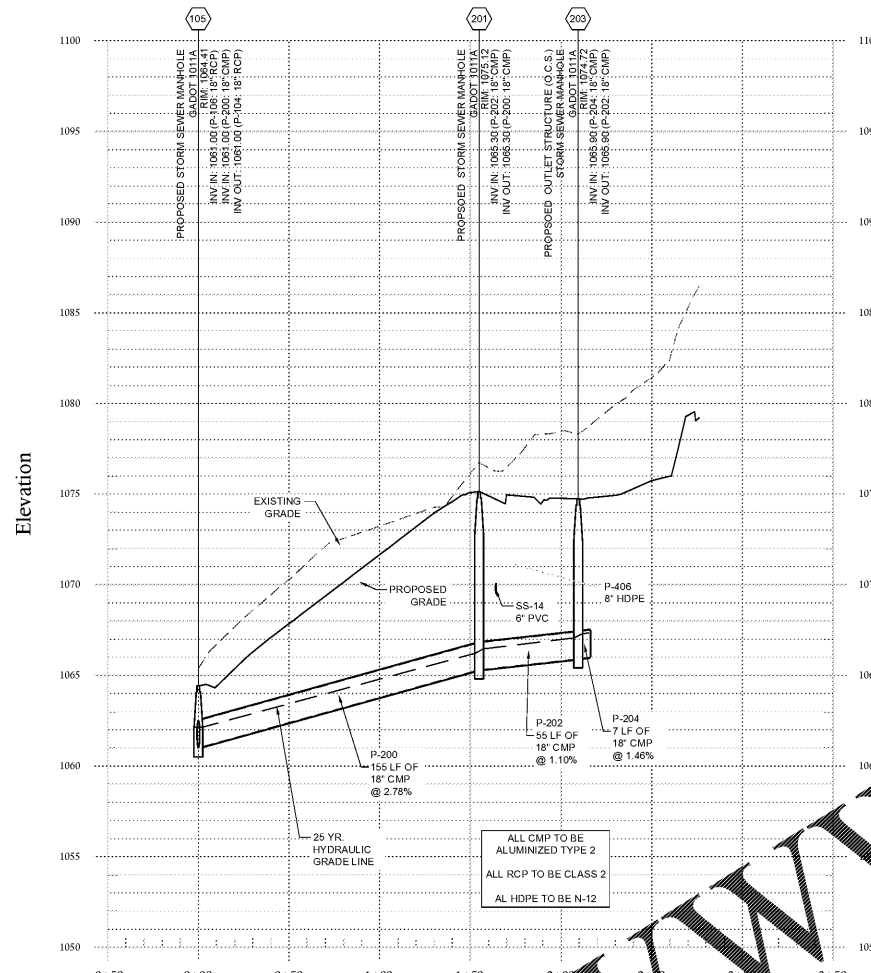 105
201
203
PROPOSED STORM SEWER MANHOLE
GADOT 1011A
RIM: 1064.41
INV IN: 1061.00 (P-106: 18" RCP)
INV IN: 1061.00 (P-200: 18" CMP)
INV OUT: 1061.00 (P-104: 18" RCP)
PROPSOED STORM SEWER MANHOLE
GADOT 1011A
RIM: 1075.12
INV IN: 1065.30 (P-202: 18" CMP)
INV OUT: 1065.30 (P-200: 18" CMP)
PROPSOED OUTLET STRUCTURE (O.C.S.)
STORM SEWER MANHOLE
GADOT 1011A
RIM: 1074.72
INV IN: 1065.90 (P-204: 18" CMP)
INV OUT: 1065.90 (P-202: 18" CMP)
1100
1095
1090
1085
1080
1075
1070
1065
1060
1055
1050
Elevation
EXISTING
GRADE
PROPOSED
GRADE
SS-14
6" PVC
P-406
8" HDPE
P-200
155 LF OF
18" CMP
@ 2.78%
P-202
55 LF OF
18" CMP
@ 1.10%
P-204
7 LF OF
18" CMP
@ 1.46%
25 YR.
HYDRAULIC
GRADE LINE
ALL CMP TO BE
ALUMINIZED TYPE 2
ALL RCP TO BE CLASS 2
AL HDPE TO BE N-12